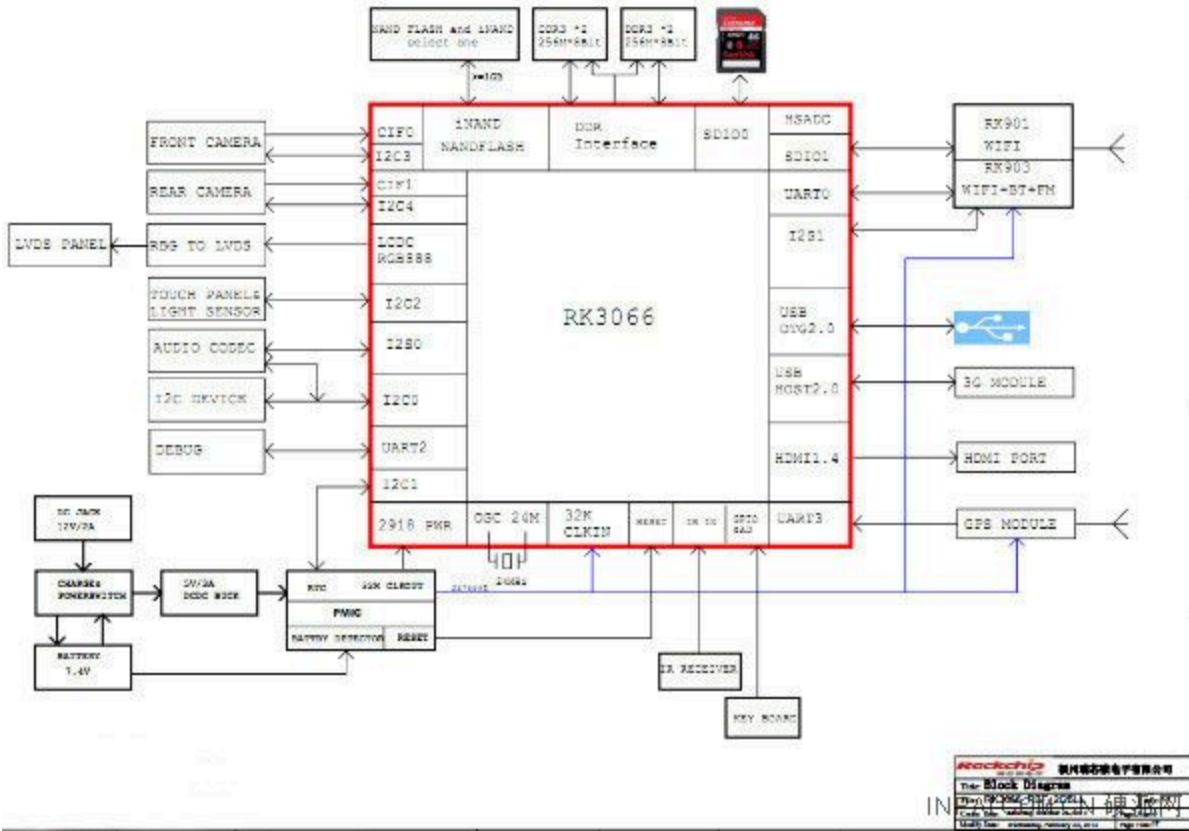 NAND FLASH and iNAND
select one
DDR3 *2
256M*8Bit
DDR3 *2
256M*8Bit
CIF0
I2C3
iNAND
NANDFLASH
DDR
Interface
SDIO0
MSADC
SDIO1
FRONT CAMERA
REAR CAMERA
CIF1
I2C4
UART0
RK901
WIFI
RK903
WIFI+BT+FM
LVDS PANEL
RBG TO LVDS
LCDC
RGB888
I2S1
TOUCH PANEL&
LIGHT SENSOR
I2C2
RK3066
USB
OTG2.0
AUDIO CODEC
I2S0
USB
HOST2.0
3G MODULE
I2C DEVICE
I2C0
DEBUG
UART2
HDMI1.4
HDMI PORT
I2C1
DC JACK
12V/2A
2918 PWR
OSC 24M
32K
CLKIN
RESET
UART3
GPS MODULE
24MHz
CHARGE&
POWERSWITCH
5V/3A
DCDC BUCK
RTC
32K CLKOUT
PMIC
BATTERY DETECTOR
RESET
BATTERY
7.4V
IR RECEIVER
KEY BOARD
Rockchip
Title: Block Diagram